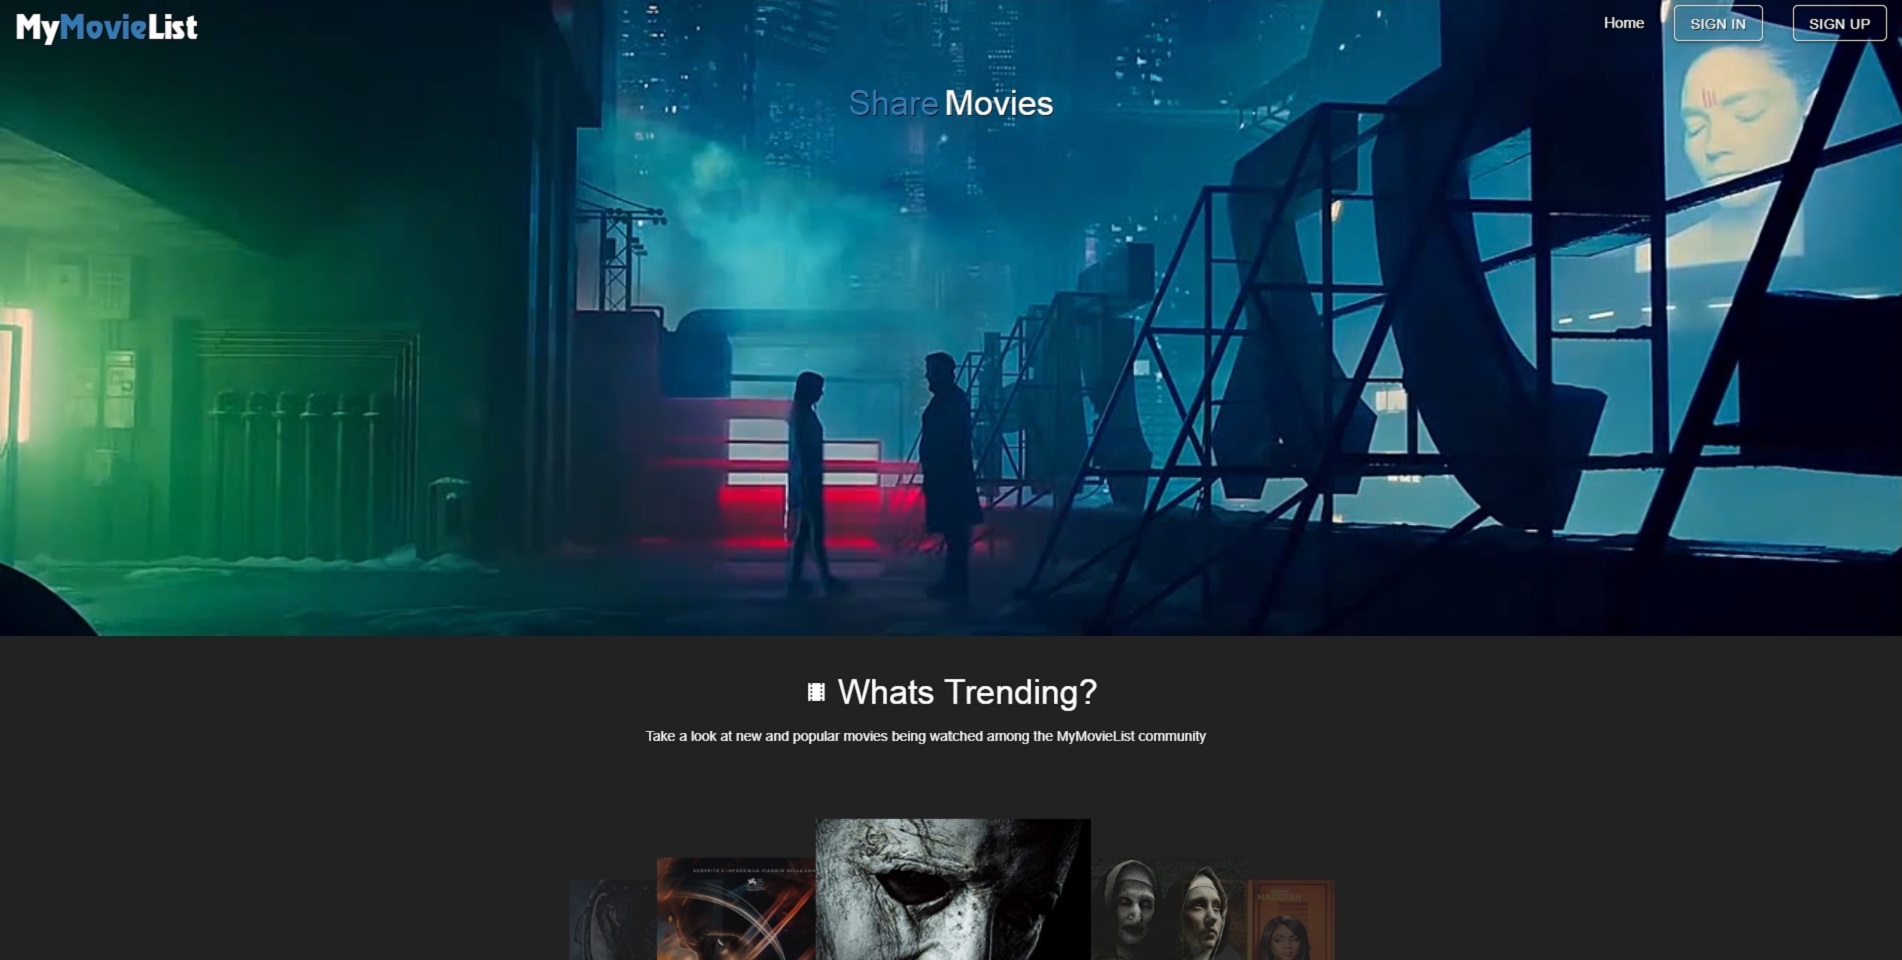 MyMovieList
Home
SIGN IN
SIGN UP
Share Movies
Whats Trending?
Take a look at new and popular movies being watched among the MyMovieList community
HADDISH